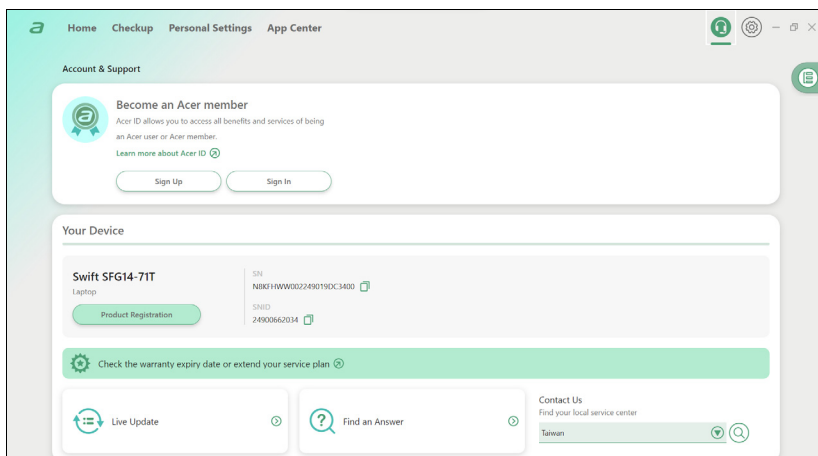 a
Home Checkup Personal Settings App Center
Account & Support
Become an Acer member
Acer ID allows you to access all benefits and services of being
an Acer user or Acer member.
Learn more about Acer ID
Sign Up Sign In
Your Device
Swift SFG14-71T
Laptop
Product Registration
SN
NBKFHWW002249019DC3400
SNID
24900662034
Check the warranty expiry date or extend your service plan
Live Update
Find an Answer
Contact Us
Find your local service center
Taiwan